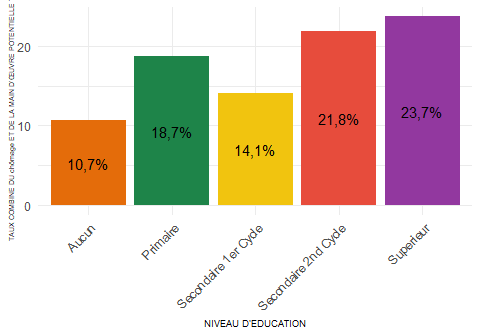 TAUX COMBINE DU chômage ET DE LA MAIN D'ŒUVRE POTENTIELLE
20
10
0
10,7%
18,7%
14,1%
21,8%
23,7%
Aucun
Primaire
Secondaire 1er Cycle
Secondaire 2nd Cycle
Superieur
NIVEAU D'EDUCATION